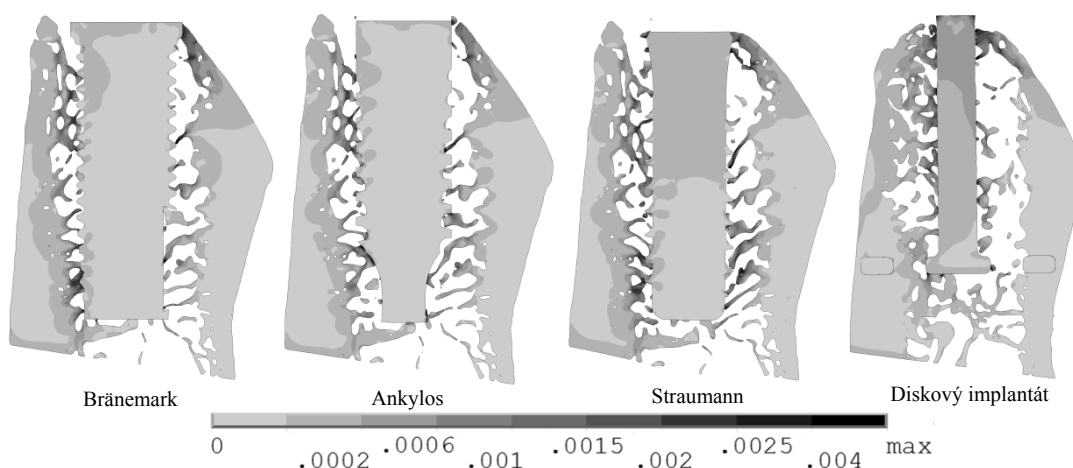 Bränemark Ankylos Straumann Diskový implantát
0 .0006 .0015 .0025 max
.0002 .001 .002 .004